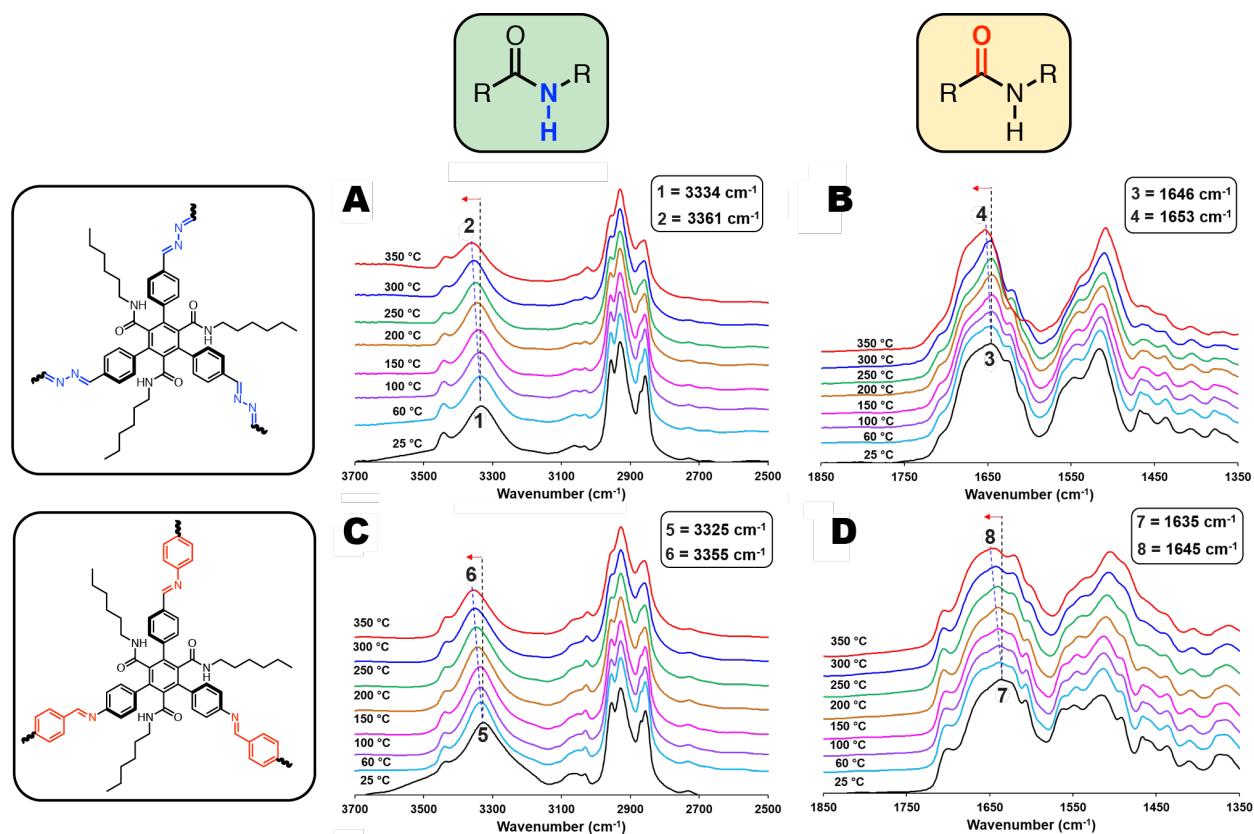 O
R
R
N
H
O
R
R
N
H
A
1 = 3334 cm-1
2 = 3361 cm-1
2
350 °C
300 °C
250 °C
200 °C
150 °C
100 °C
60 °C
25 °C
1
3700 3500 3300 3100 2900 2700 2500
Wavenumber (cm-1)
B
3 = 1646 cm-1
4 = 1653 cm-1
4
350 °C
300 °C
250 °C
200 °C
150 °C
100 °C
60 °C
25 °C
3
1850 1750 1650 1550 1450 1350
Wavenumber (cm-1)
N
N
NH
O
O
HN
N
N
HN
O
N
N
C
5 = 3325 cm-1
6 = 3355 cm-1
6
350 °C
300 °C
250 °C
200 °C
150 °C
100 °C
60 °C
25 °C
5
3700 3500 3300 3100 2900 2700 2500
Wavenumber (cm-1)
D
7 = 1635 cm-1
8 = 1645 cm-1
8
350 °C
300 °C
250 °C
200 °C
150 °C
100 °C
60 °C
25 °C
7
1850 1750 1650 1550 1450 1350
Wavenumber (cm-1)
N
NH
O
O
N
H
N
HN
O
N